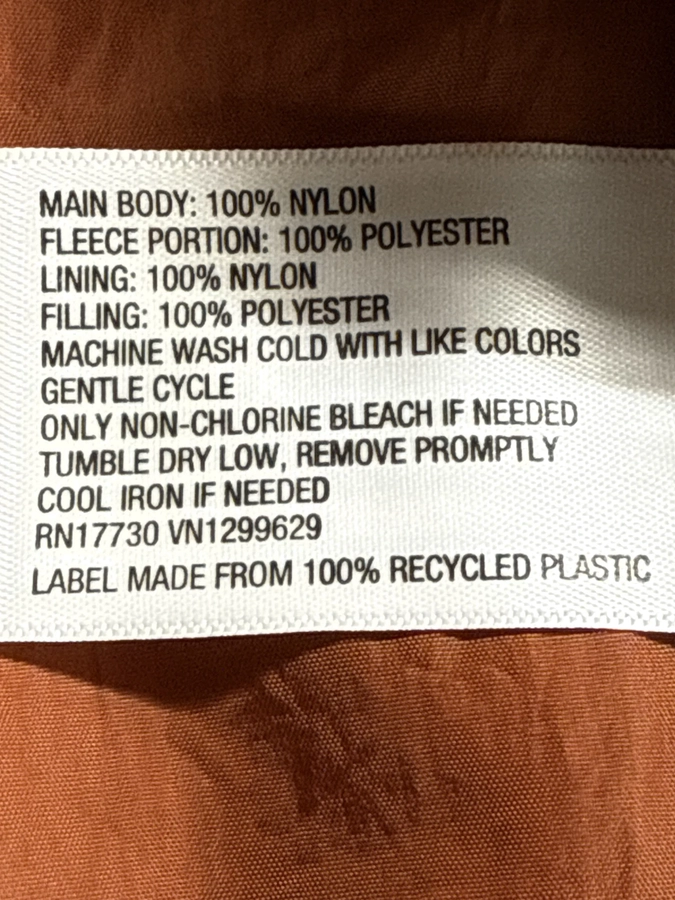 MAIN BODY: 100% NYLON
FLEECE PORTION: 100% POLYESTER
LINING: 100% NYLON
FILLING: 100% POLYESTER
MACHINE WASH COLD WITH LIKE COLORS
GENTLE CYCLE
ONLY NON-CHLORINE BLEACH IF NEEDED
TUMBLE DRY LOW, REMOVE PROMPTLY
COOL IRON IF NEEDED
RN17730 VN1299629
LABEL MADE FROM 100% RECYCLED PLASTIC